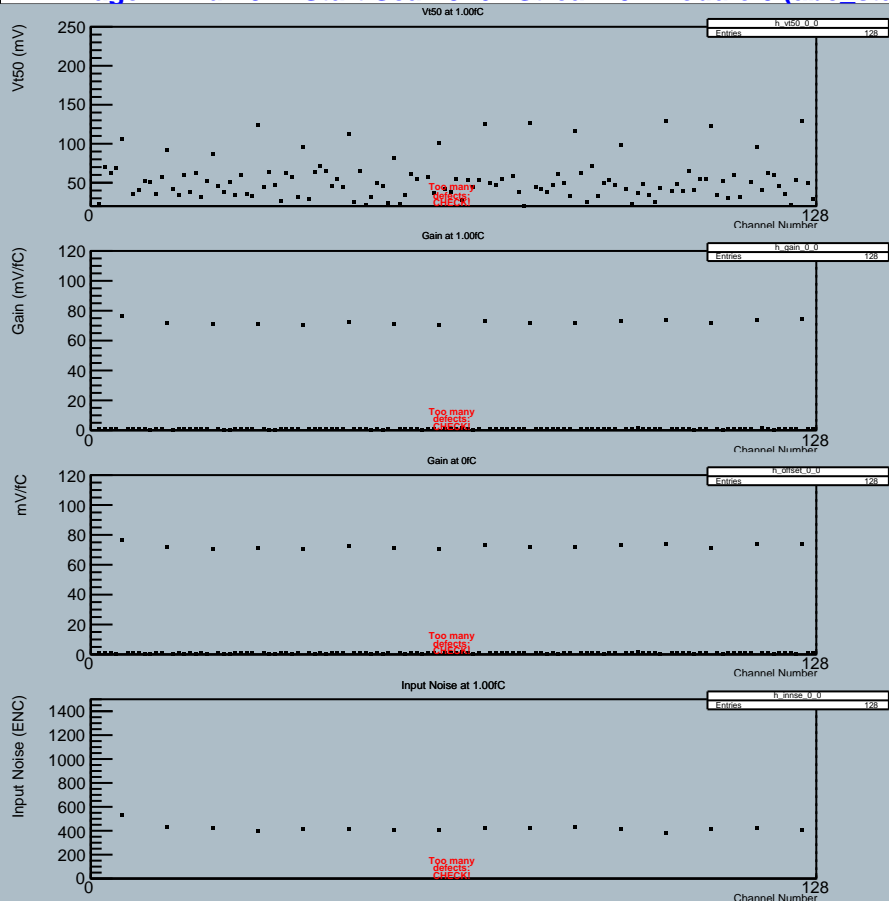 Vt50 at 1.00fC
h_vt50_0_0
Entries 128
Vt50 (mV)
250
200
150
100
50
Too many
defects:
CHECK!
0
128
Channel Number
Gain at 1.00fC
h_gain_0_0
Entries 128
Gain (mV/fC)
120
100
80
60
40
20
0
Too many
defects:
CHECK!
0
128
Channel Number
Gain at 0fC
h_offset_0_0
Entries 128
mV/fC
120
100
80
60
40
20
0
Too many
defects:
CHECK!
0
128
Channel Number
Input Noise at 1.00fC
h_innse_0_0
Entries 128
Input Noise (ENC)
1400
1200
1000
800
600
400
200
0
Too many
defects:
CHECK!
0
128
Channel Number